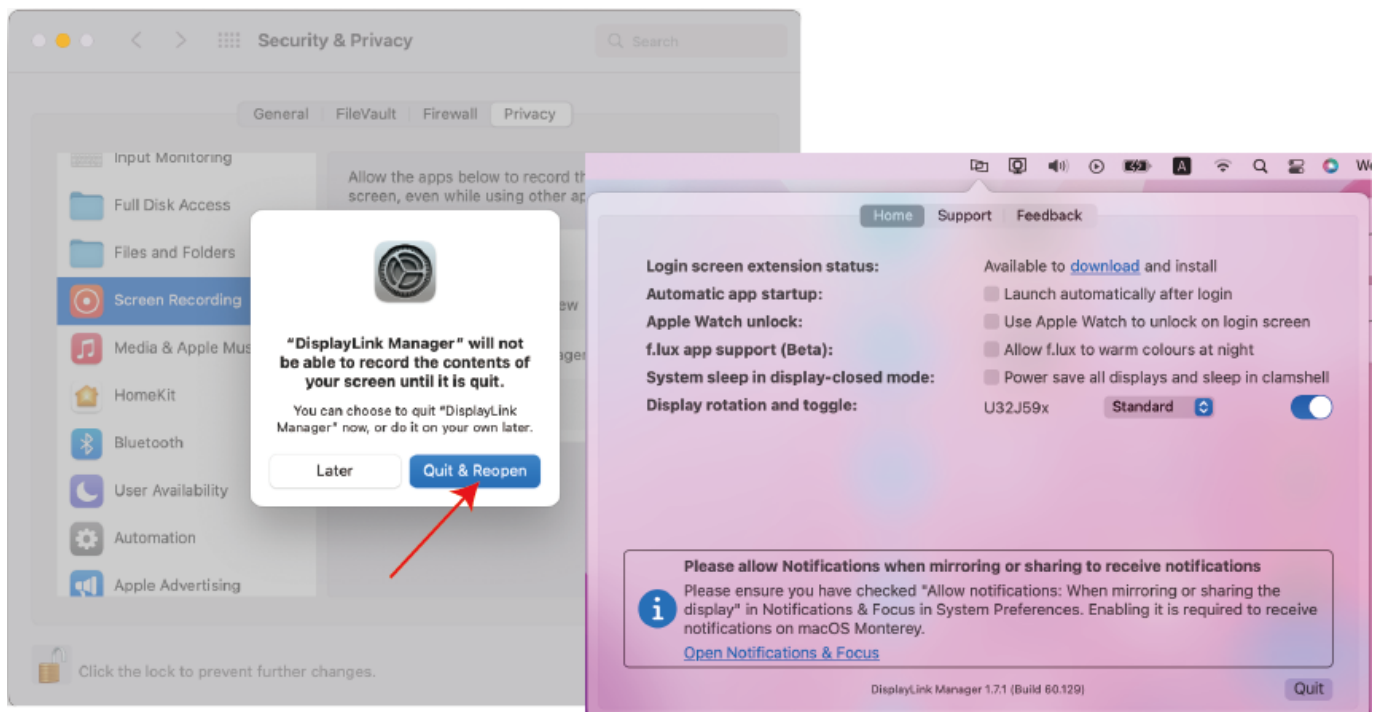 Security & Privacy
Search
General
FileVault
Firewall
Privacy
Input Monitoring
Full Disk Access
Files and Folders
Screen Recording
Media & Apple Mus
HomeKit
Bluetooth
User Availability
Automation
Apple Advertising
Allow the apps below to record th
screen, even while using other ap
ew
ager
"DisplayLink Manager" will not
be able to record the contents of
your screen until it is quit.
You can choose to quit "DisplayLink
Manager" now, or do it on your own later.
Later
Quit & Reopen
Click the lock to prevent further changes.
A
We
Home
Support
Feedback
Login screen extension status:
Available to download and install
Automatic app startup:
Launch automatically after login
Apple Watch unlock:
Use Apple Watch to unlock on login screen
f.lux app support (Beta):
Allow f.lux to warm colours at night
System sleep in display-closed mode:
Power save all displays and sleep in clamshell
Display rotation and toggle:
U32J59x
Standard
Please allow Notifications when mirroring or sharing to receive notifications
Please ensure you have checked "Allow notifications: When mirroring or sharing the
display" in Notifications & Focus in System Preferences. Enabling it is required to receive
notifications on macOS Monterey.
Open Notifications & Focus
DisplayLink Manager 1.7.1 (Build 60.129)
Quit